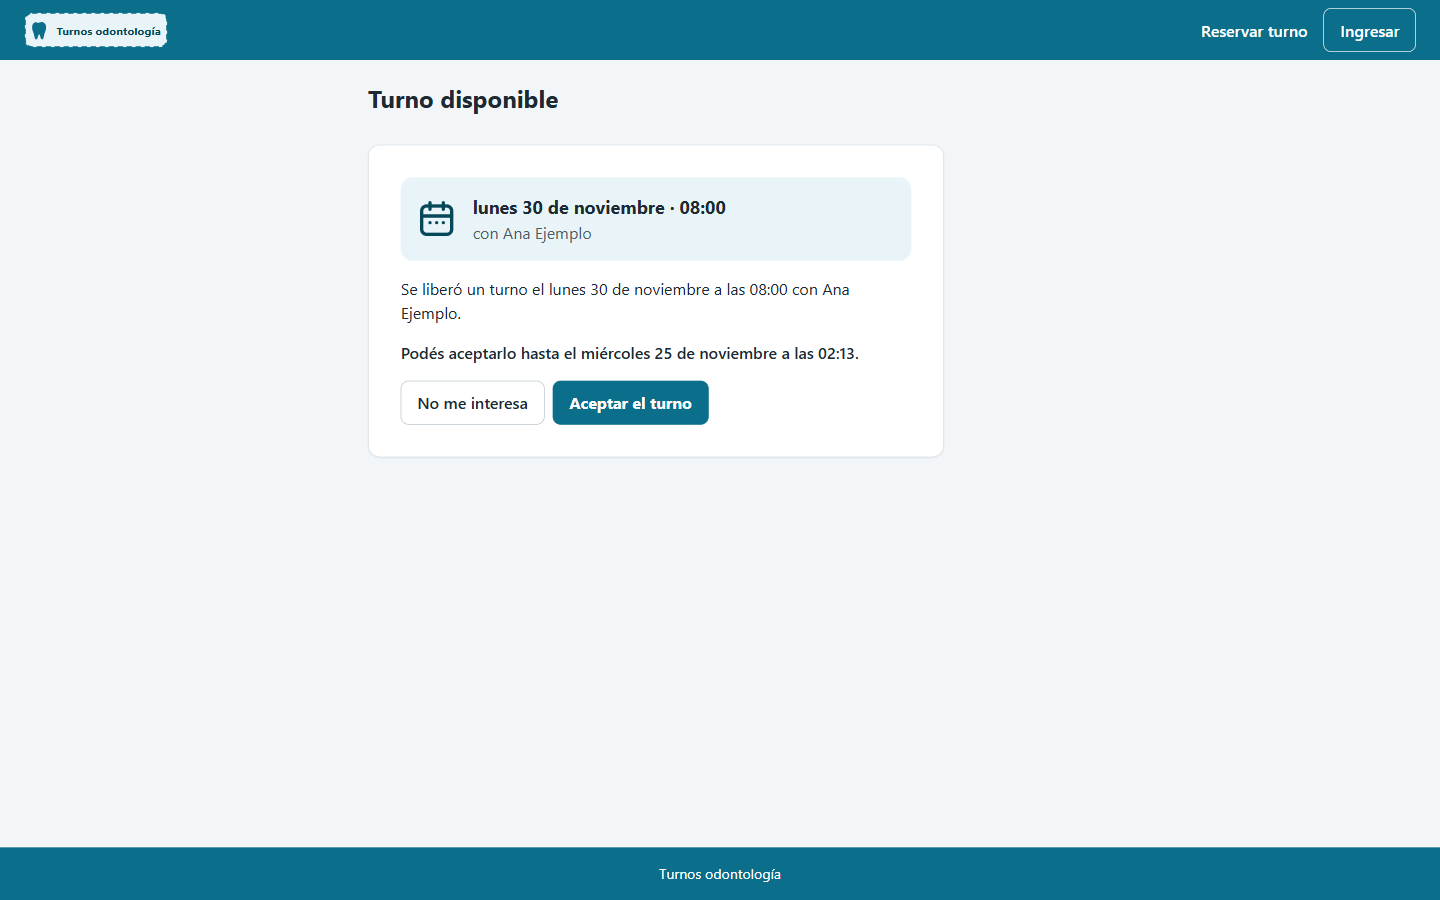 Turnos odontología
Reservar turno
Ingresar
Turno disponible
lunes 30 de noviembre · 08:00
con Ana Ejemplo
Se liberó un turno el lunes 30 de noviembre a las 08:00 con Ana
Ejemplo.
Podés aceptarlo hasta el miércoles 25 de noviembre a las 02:13.
No me interesa
Aceptar el turno
Turnos odontología